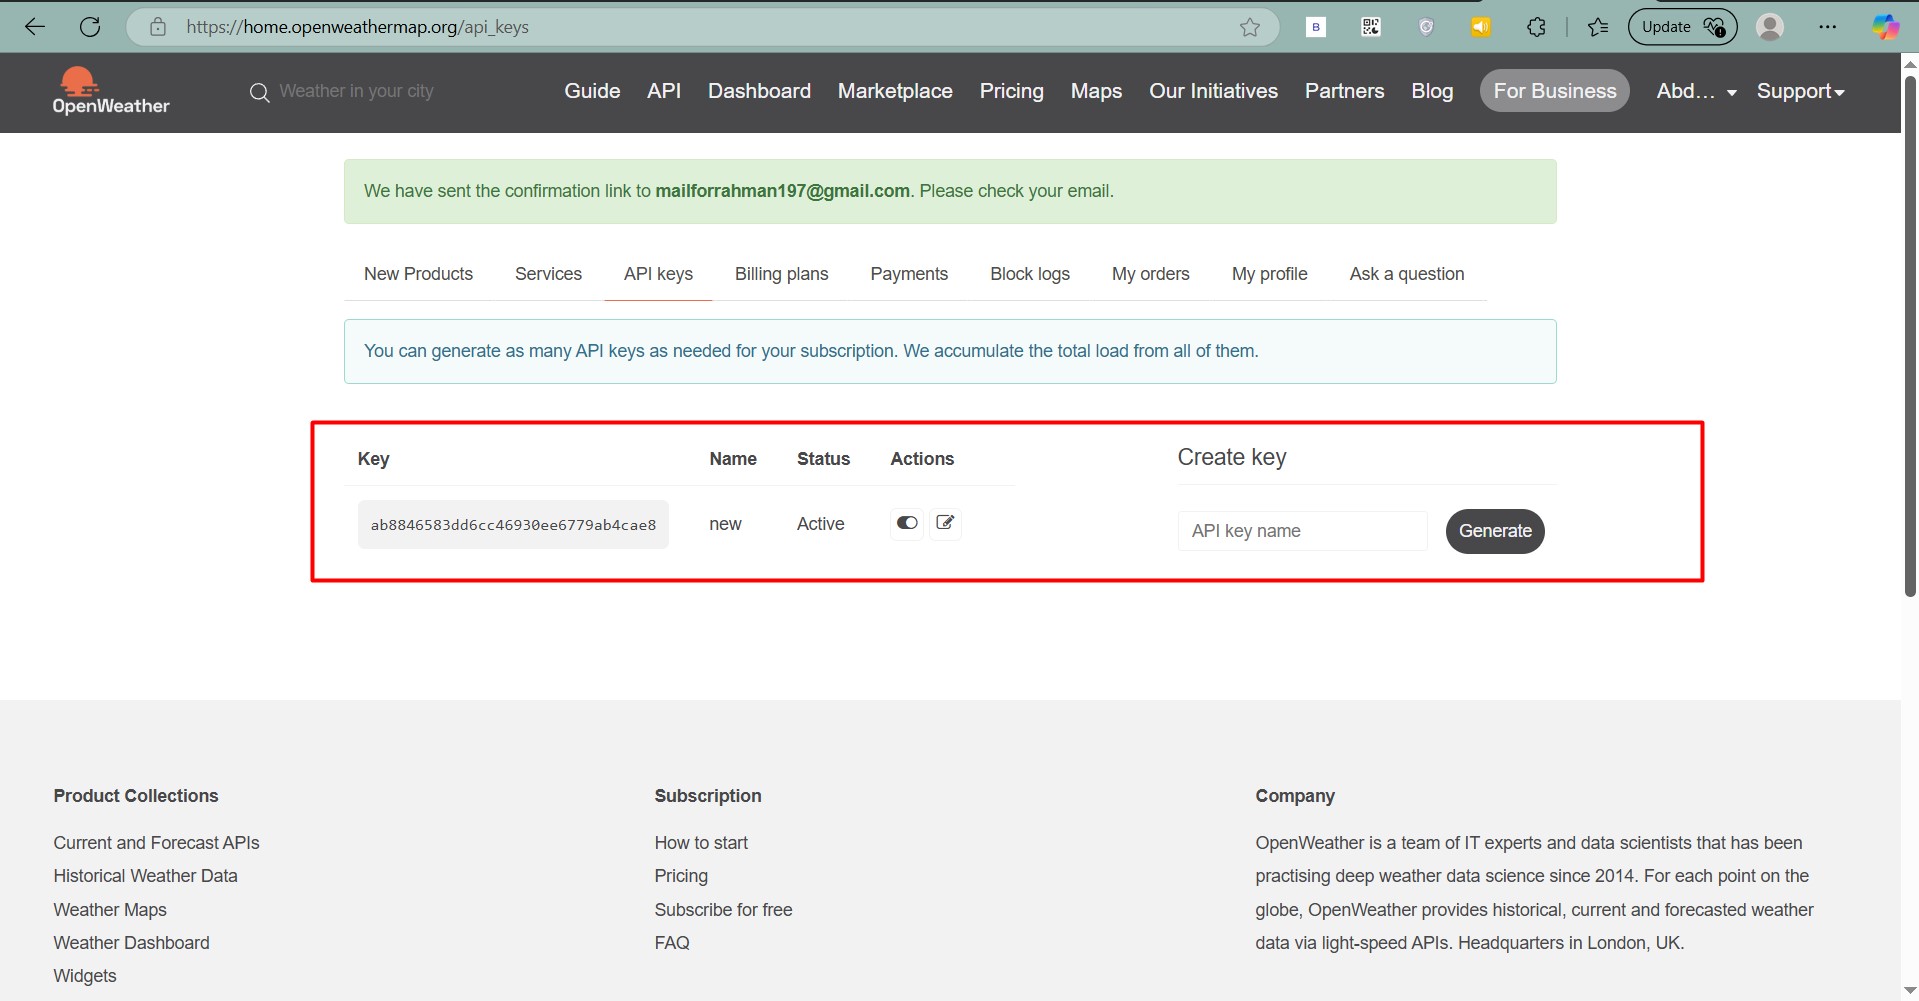 https://home.openweathermap.org/api_keys
B
Update
OpenWeather
Weather in your city
Guide API Dashboard Marketplace Pricing Maps Our Initiatives Partners Blog For Business Abd... Support
We have sent the confirmation link to mailforrahman197@gmail.com. Please check your email.
New Products Services API keys Billing plans Payments Block logs My orders My profile Ask a question
You can generate as many API keys as needed for your subscription. We accumulate the total load from all of them.
Key Name Status Actions
ab8846583dd6cc46930ee6779ab4cae8 new Active
Create key
API key name Generate
Product Collections
Current and Forecast APIs
Historical Weather Data
Weather Maps
Weather Dashboard
Widgets
Subscription
How to start
Pricing
Subscribe for free
FAQ
Company
OpenWeather is a team of IT experts and data scientists that has been
practising deep weather data science since 2014. For each point on the
globe, OpenWeather provides historical, current and forecasted weather
data via light-speed APIs. Headquarters in London, UK.